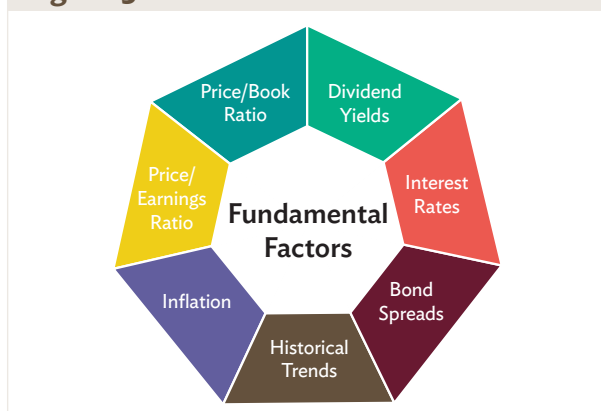 Price/Book
Ratio
Dividend
Yields
Price/
Earnings
Ratio
Interest
Rates
Fundamental
Factors
Inflation
Bond
Spreads
Historical
Trends